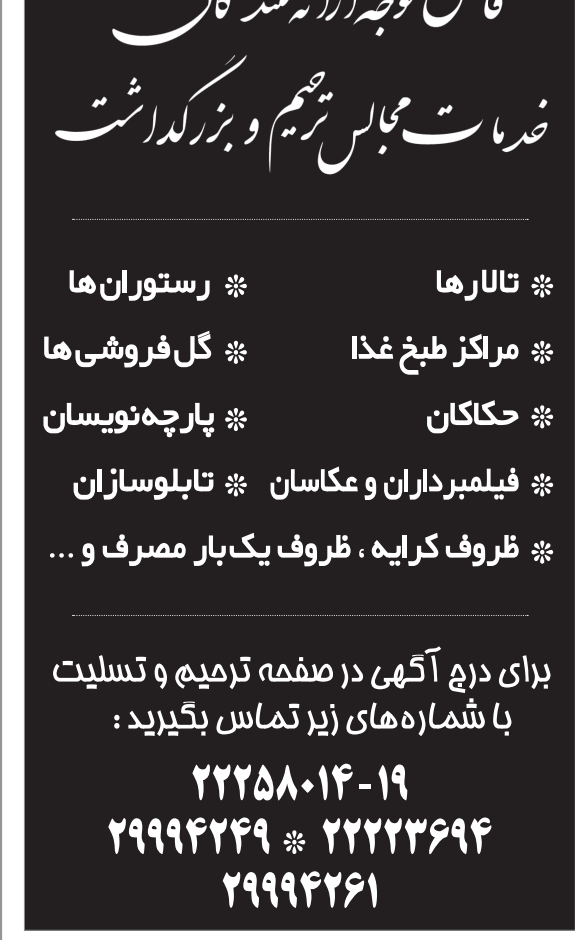 خدمات مجالس ترحیم و بزرگداشت
❊ تالارها ❊ رستوران‌ها
❊ مراکز طبخ غذا ❊ گل‌فروشی‌ها
❊ حکاکان ❊ پارچه‌نویسان
❊ فیلمبرداران و عکاسان ❊ تابلوسازان
❊ ظروف کرایه ، ظروف یک‌بار مصرف و ...
برای درج آگهی در صفحه ترحیم و تسلیت
با شماره‌های زیر تماس بگیرید :
۲۲۲۵۸۰۱۴-۱۹
۲۲۲۲۳۶۹۴ ❊ ۲۹۹۹۴۲۴۹
۲۹۹۹۴۲۶۱